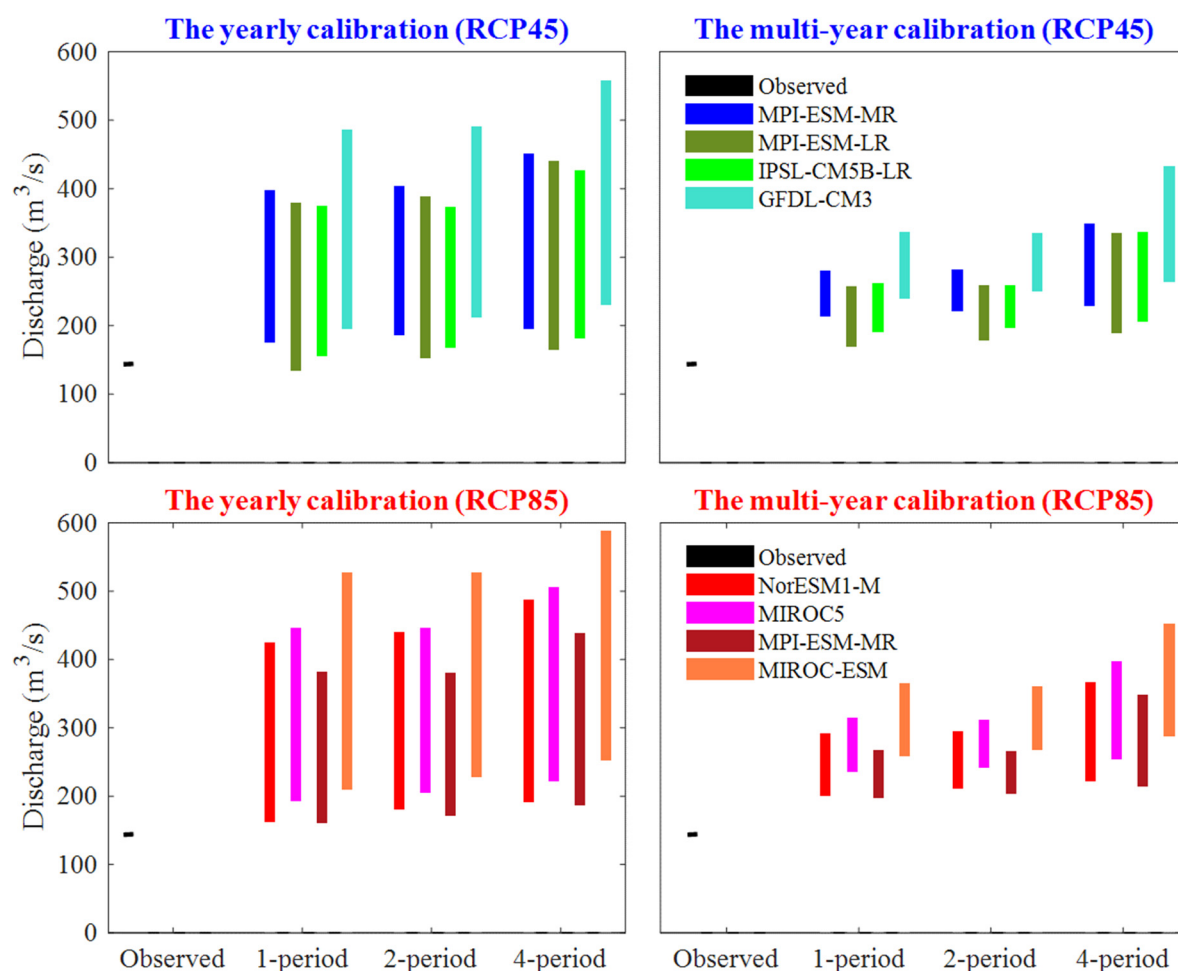 The yearly calibration (RCP45)
The multi-year calibration (RCP45)
600
500
400
300
200
100
0
Discharge (m³/s)
Observed
MPI-ESM-MR
MPI-ESM-LR
IPSL-CM5B-LR
GFDL-CM3
The yearly calibration (RCP85)
The multi-year calibration (RCP85)
600
500
400
300
200
100
0
Discharge (m³/s)
Observed
NorESM1-M
MIROC5
MPI-ESM-MR
MIROC-ESM
Observed 1-period 2-period 4-period
Observed 1-period 2-period 4-period